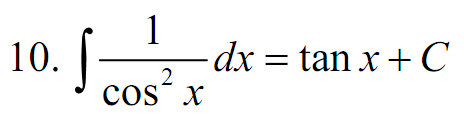 10. ∫ 1/cos² x dx = tan x + C